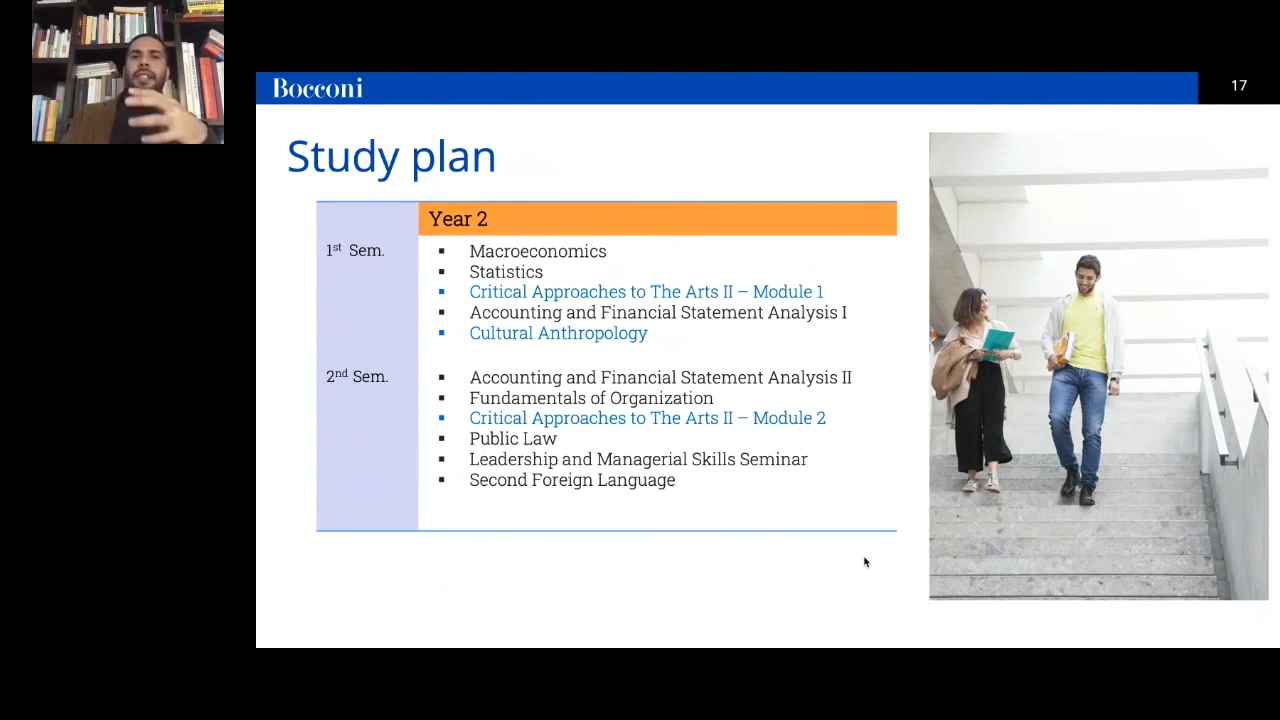 Bocconi
17
Study plan
Year 2
1st Sem.
▪ Macroeconomics
▪ Statistics
▪ Critical Approaches to The Arts II – Module 1
▪ Accounting and Financial Statement Analysis I
▪ Cultural Anthropology
2nd Sem.
▪ Accounting and Financial Statement Analysis II
▪ Fundamentals of Organization
▪ Critical Approaches to The Arts II – Module 2
▪ Public Law
▪ Leadership and Managerial Skills Seminar
▪ Second Foreign Language